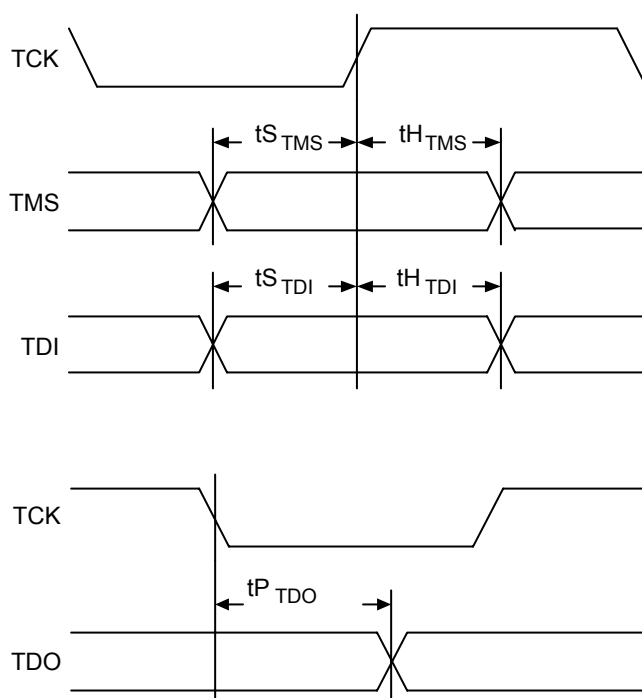 TCK
tS TMS tH TMS
TMS
tS TDI tH TDI
TDI
TCK
tP TDO
TDO